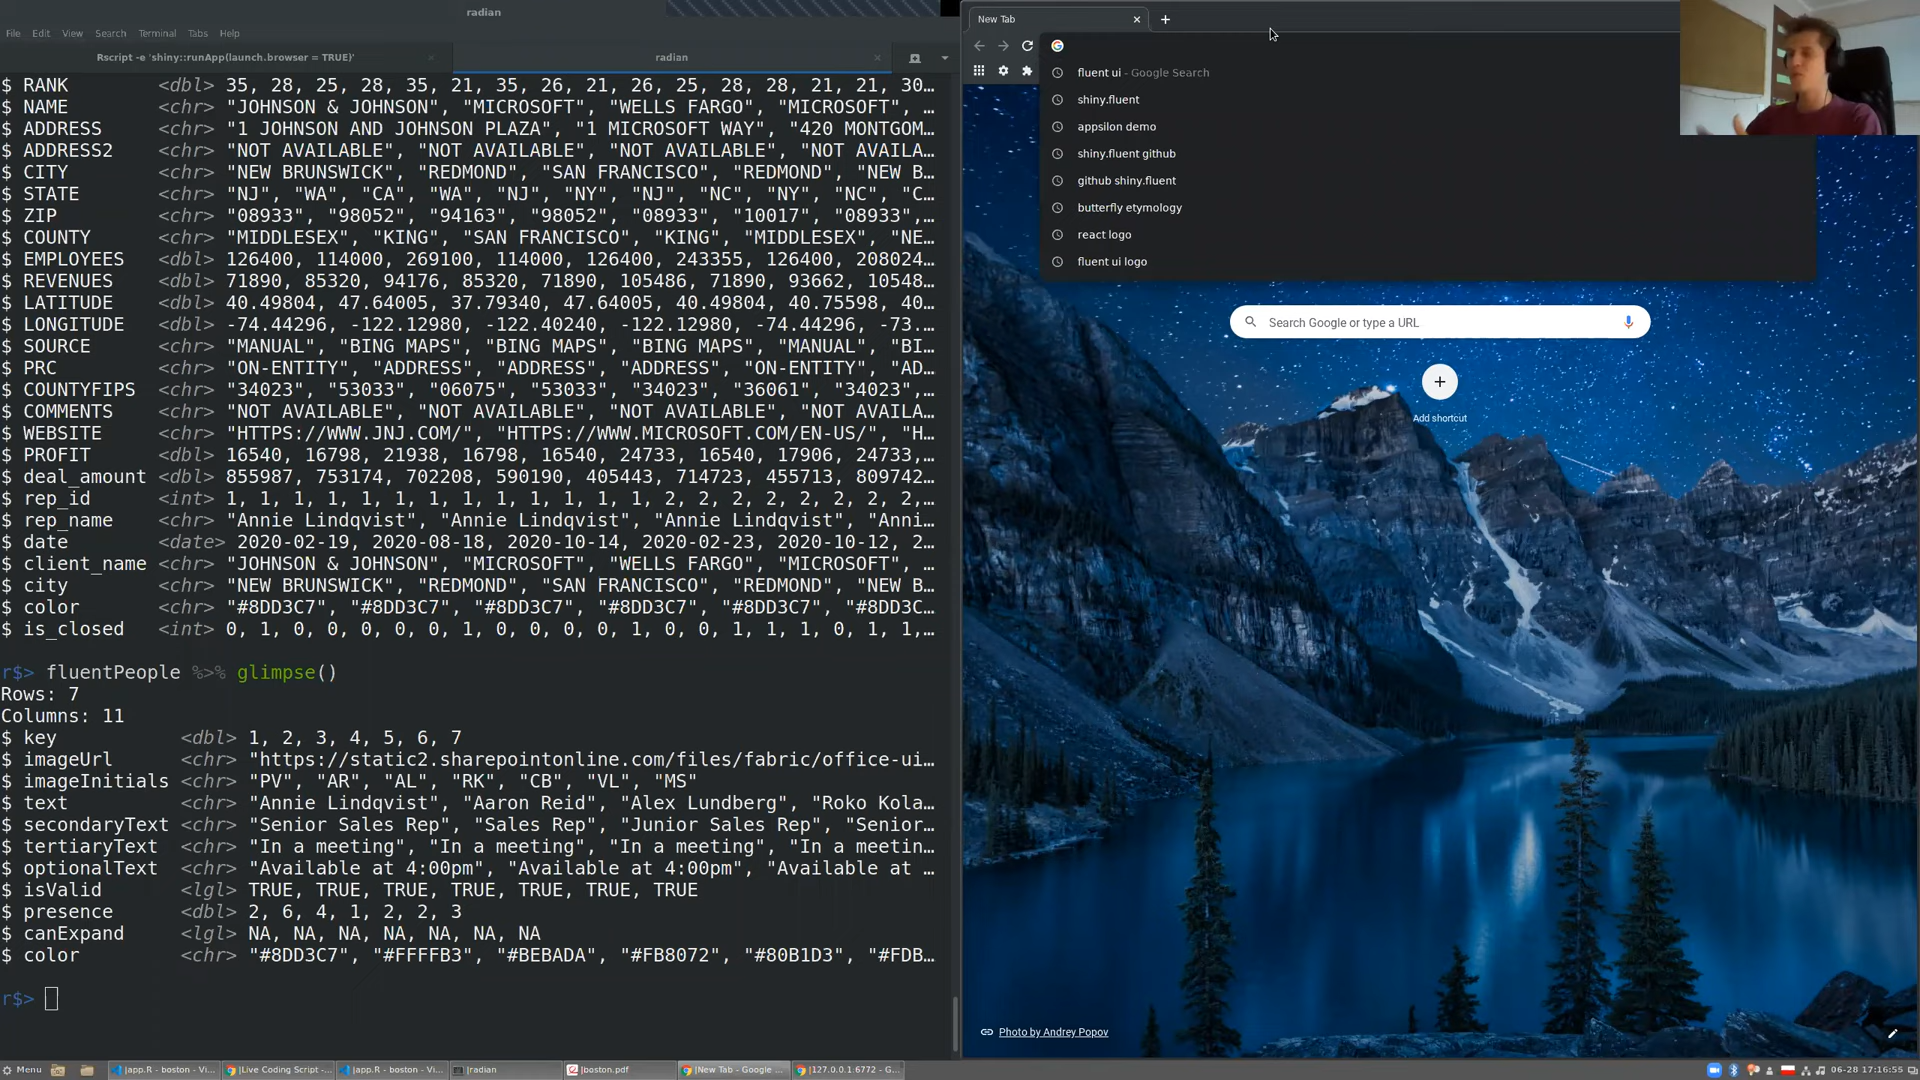 radian
File Edit View Search Terminal Tabs Help
Rscript -e 'shiny::runApp(launch.browser = TRUE)' × radian ×
$ RANK <dbl> 35, 28, 25, 28, 35, 21, 35, 26, 21, 26, 25, 28, 28, 21, 21, 30…
$ NAME <chr> "JOHNSON & JOHNSON", "MICROSOFT", "WELLS FARGO", "MICROSOFT", …
$ ADDRESS <chr> "1 JOHNSON AND JOHNSON PLAZA", "1 MICROSOFT WAY", "420 MONTGOM…
$ ADDRESS2 <chr> "NOT AVAILABLE", "NOT AVAILABLE", "NOT AVAILABLE", "NOT AVAILA…
$ CITY <chr> "NEW BRUNSWICK", "REDMOND", "SAN FRANCISCO", "REDMOND", "NEW B…
$ STATE <chr> "NJ", "WA", "CA", "WA", "NJ", "NY", "NJ", "NC", "NY", "NC", "C…
$ ZIP <chr> "08933", "98052", "94163", "98052", "08933", "10017", "08933",…
$ COUNTY <chr> "MIDDLESEX", "KING", "SAN FRANCISCO", "KING", "MIDDLESEX", "NE…
$ EMPLOYEES <dbl> 126400, 114000, 269100, 114000, 126400, 243355, 126400, 208024…
$ REVENUES <dbl> 71890, 85320, 94176, 85320, 71890, 105486, 71890, 93662, 10548…
$ LATITUDE <dbl> 40.49804, 47.64005, 37.79340, 47.64005, 40.49804, 40.75598, 40…
$ LONGITUDE <dbl> -74.44296, -122.12980, -122.40240, -122.12980, -74.44296, -73.…
$ SOURCE <chr> "MANUAL", "BING MAPS", "BING MAPS", "BING MAPS", "MANUAL", "BI…
$ PRC <chr> "ON-ENTITY", "ADDRESS", "ADDRESS", "ADDRESS", "ON-ENTITY", "AD…
$ COUNTYFIPS <chr> "34023", "53033", "06075", "53033", "34023", "36061", "34023",…
$ COMMENTS <chr> "NOT AVAILABLE", "NOT AVAILABLE", "NOT AVAILABLE", "NOT AVAILA…
$ WEBSITE <chr> "HTTPS://WWW.JNJ.COM/", "HTTPS://WWW.MICROSOFT.COM/EN-US/", "H…
$ PROFIT <dbl> 16540, 16798, 21938, 16798, 16540, 24733, 16540, 17906, 24733,…
$ deal_amount <dbl> 855987, 753174, 702208, 590190, 405443, 714723, 455713, 809742…
$ rep_id <int> 1, 1, 1, 1, 1, 1, 1, 1, 1, 1, 1, 1, 2, 2, 2, 2, 2, 2, 2, 2, 2,…
$ rep_name <chr> "Annie Lindqvist", "Annie Lindqvist", "Annie Lindqvist", "Anni…
$ date <date> 2020-02-19, 2020-08-18, 2020-10-14, 2020-02-23, 2020-10-12, 2…
$ client_name <chr> "JOHNSON & JOHNSON", "MICROSOFT", "WELLS FARGO", "MICROSOFT", …
$ city <chr> "NEW BRUNSWICK", "REDMOND", "SAN FRANCISCO", "REDMOND", "NEW B…
$ color <chr> "#8DD3C7", "#8DD3C7", "#8DD3C7", "#8DD3C7", "#8DD3C7", "#8DD3C…
$ is_closed <int> 0, 1, 0, 0, 0, 0, 0, 1, 0, 0, 0, 0, 1, 0, 0, 1, 1, 1, 0, 1, 1,…
r$> fluentPeople %>% glimpse()
Rows: 7
Columns: 11
$ key <dbl> 1, 2, 3, 4, 5, 6, 7
$ imageUrl <chr> "https://static2.sharepointonline.com/files/fabric/office-ui…
$ imageInitials <chr> "PV", "AR", "AL", "RK", "CB", "VL", "MS"
$ text <chr> "Annie Lindqvist", "Aaron Reid", "Alex Lundberg", "Roko Kola…
$ secondaryText <chr> "Senior Sales Rep", "Sales Rep", "Junior Sales Rep", "Senior…
$ tertiaryText <chr> "In a meeting", "In a meeting", "In a meeting", "In a meetin…
$ optionalText <chr> "Available at 4:00pm", "Available at 4:00pm", "Available at …
$ isValid <lgl> TRUE, TRUE, TRUE, TRUE, TRUE, TRUE, TRUE
$ presence <dbl> 2, 6, 4, 1, 2, 2, 3
$ canExpand <lgl> NA, NA, NA, NA, NA, NA, NA
$ color <chr> "#8DD3C7", "#FFFFB3", "#BEBADA", "#FB8072", "#80B1D3", "#FDB…
r$>
New Tab
fluent ui - Google Search
shiny.fluent
appsilon demo
shiny.fluent github
github shiny.fluent
butterfly etymology
react logo
fluent ui logo
Search Google or type a URL
Add shortcut
Photo by Andrey Popov
Menu |app.R - boston - Vi... |Live Coding Script -... |app.R - boston - Vi... |radian |boston.pdf |New Tab - Google ... |127.0.0.1:6772 - G... 06-28 17:16:55